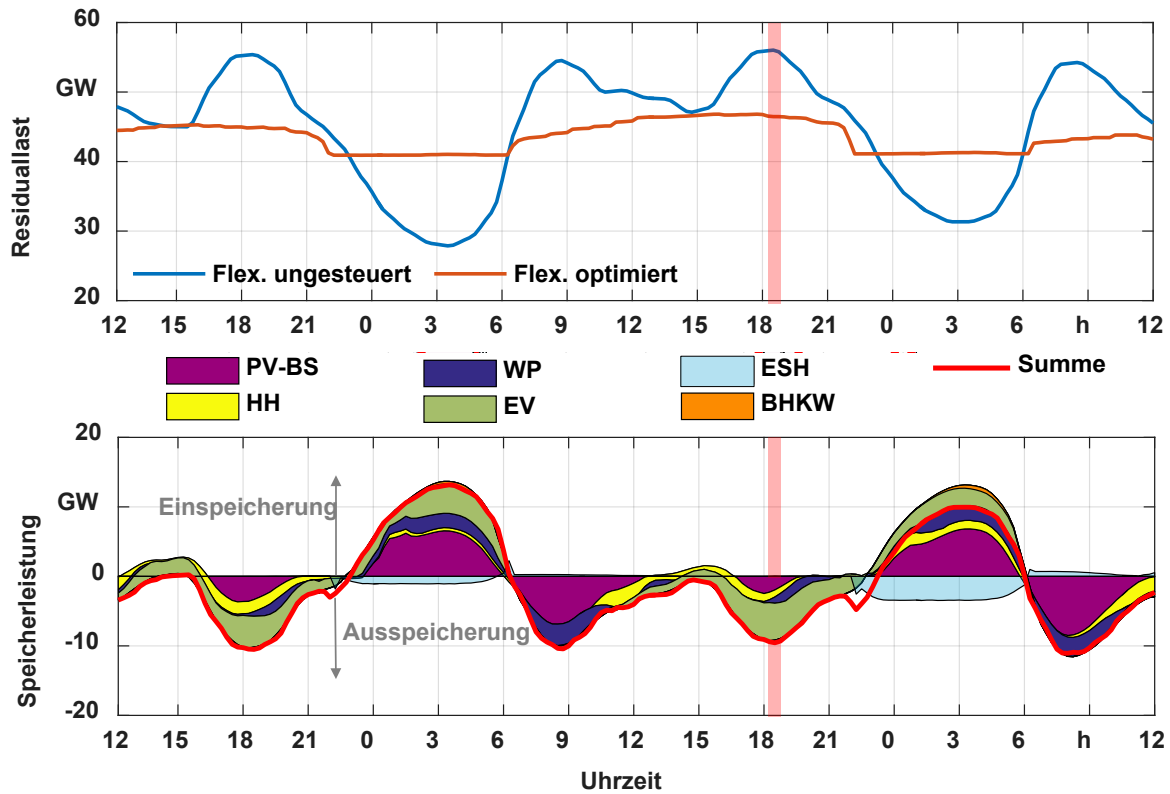 60
GW
40
30
20
Residuallast
Flex. ungesteuert Flex. optimiert
12 15 18 21 0 3 6 9 12 15 18 21 0 3 6 h 12
PV-BS WP ESH Summe
HH EV BHKW
20
GW
0
-10
-20
Speicherleistung
Einspeicherung
Ausspeicherung
12 15 18 21 0 3 6 9 12 15 18 21 0 3 6 h 12
Uhrzeit